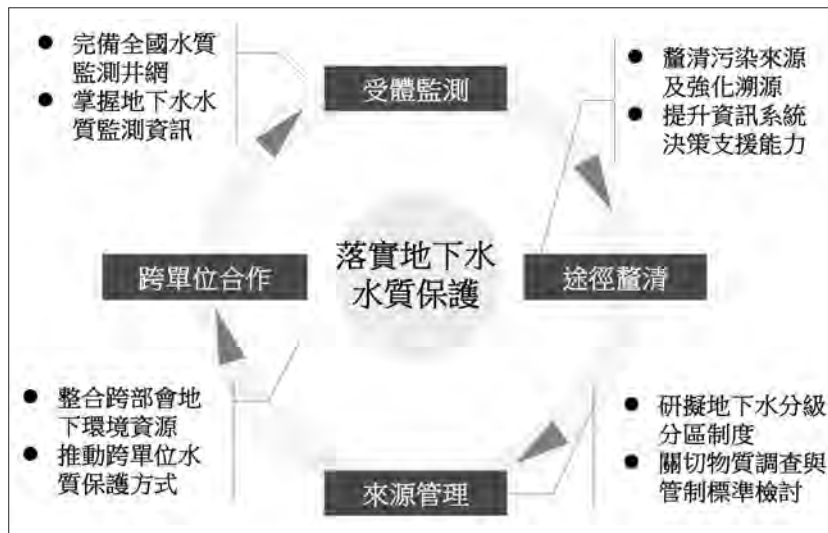 ● 完備全國水質
監測井網
● 掌握地下水水
質監測資訊
受體監測
● 釐清污染來源
及強化溯源
● 提升資訊系統
決策支援能力
跨單位合作
落實地下水
水質保護
途徑釐清
● 整合跨部會地
下環境資源
● 推動跨單位水
質保護方式
來源管理
● 研擬地下水分級
分區制度
● 關切物質調查與
管制標準檢討